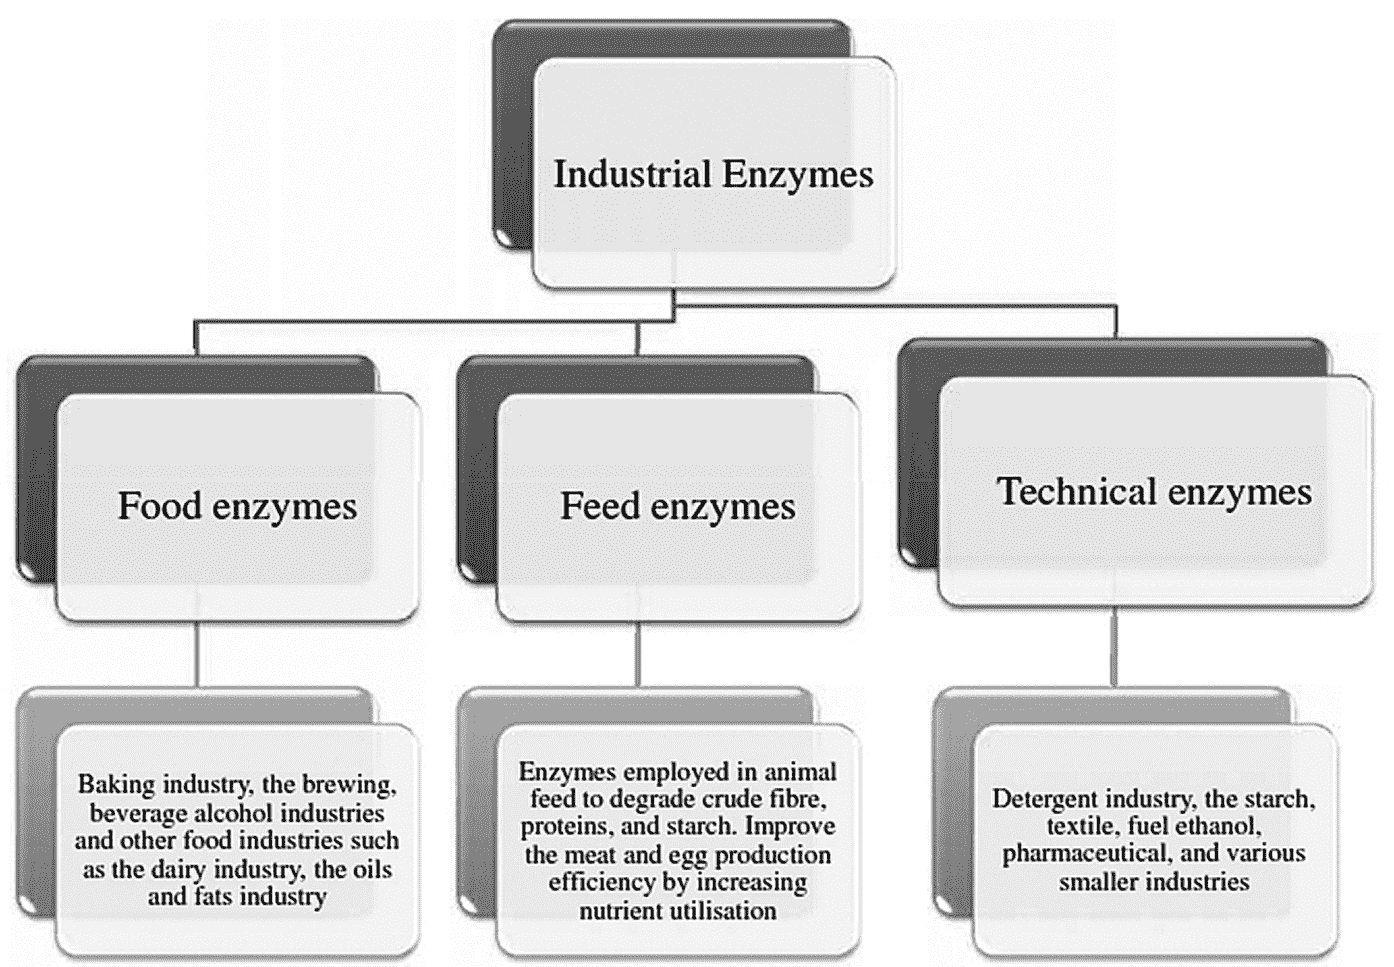 Industrial Enzymes
Food enzymes
Feed enzymes
Technical enzymes
Baking industry, the brewing,
beverage alcohol industries
and other food industries such
as the dairy industry, the oils
and fats industry
Enzymes employed in animal
feed to degrade crude fibre,
proteins, and starch. Improve
the meat and egg production
efficiency by increasing
nutrient utilisation
Detergent industry, the starch,
textile, fuel ethanol,
pharmaceutical, and various
smaller industries